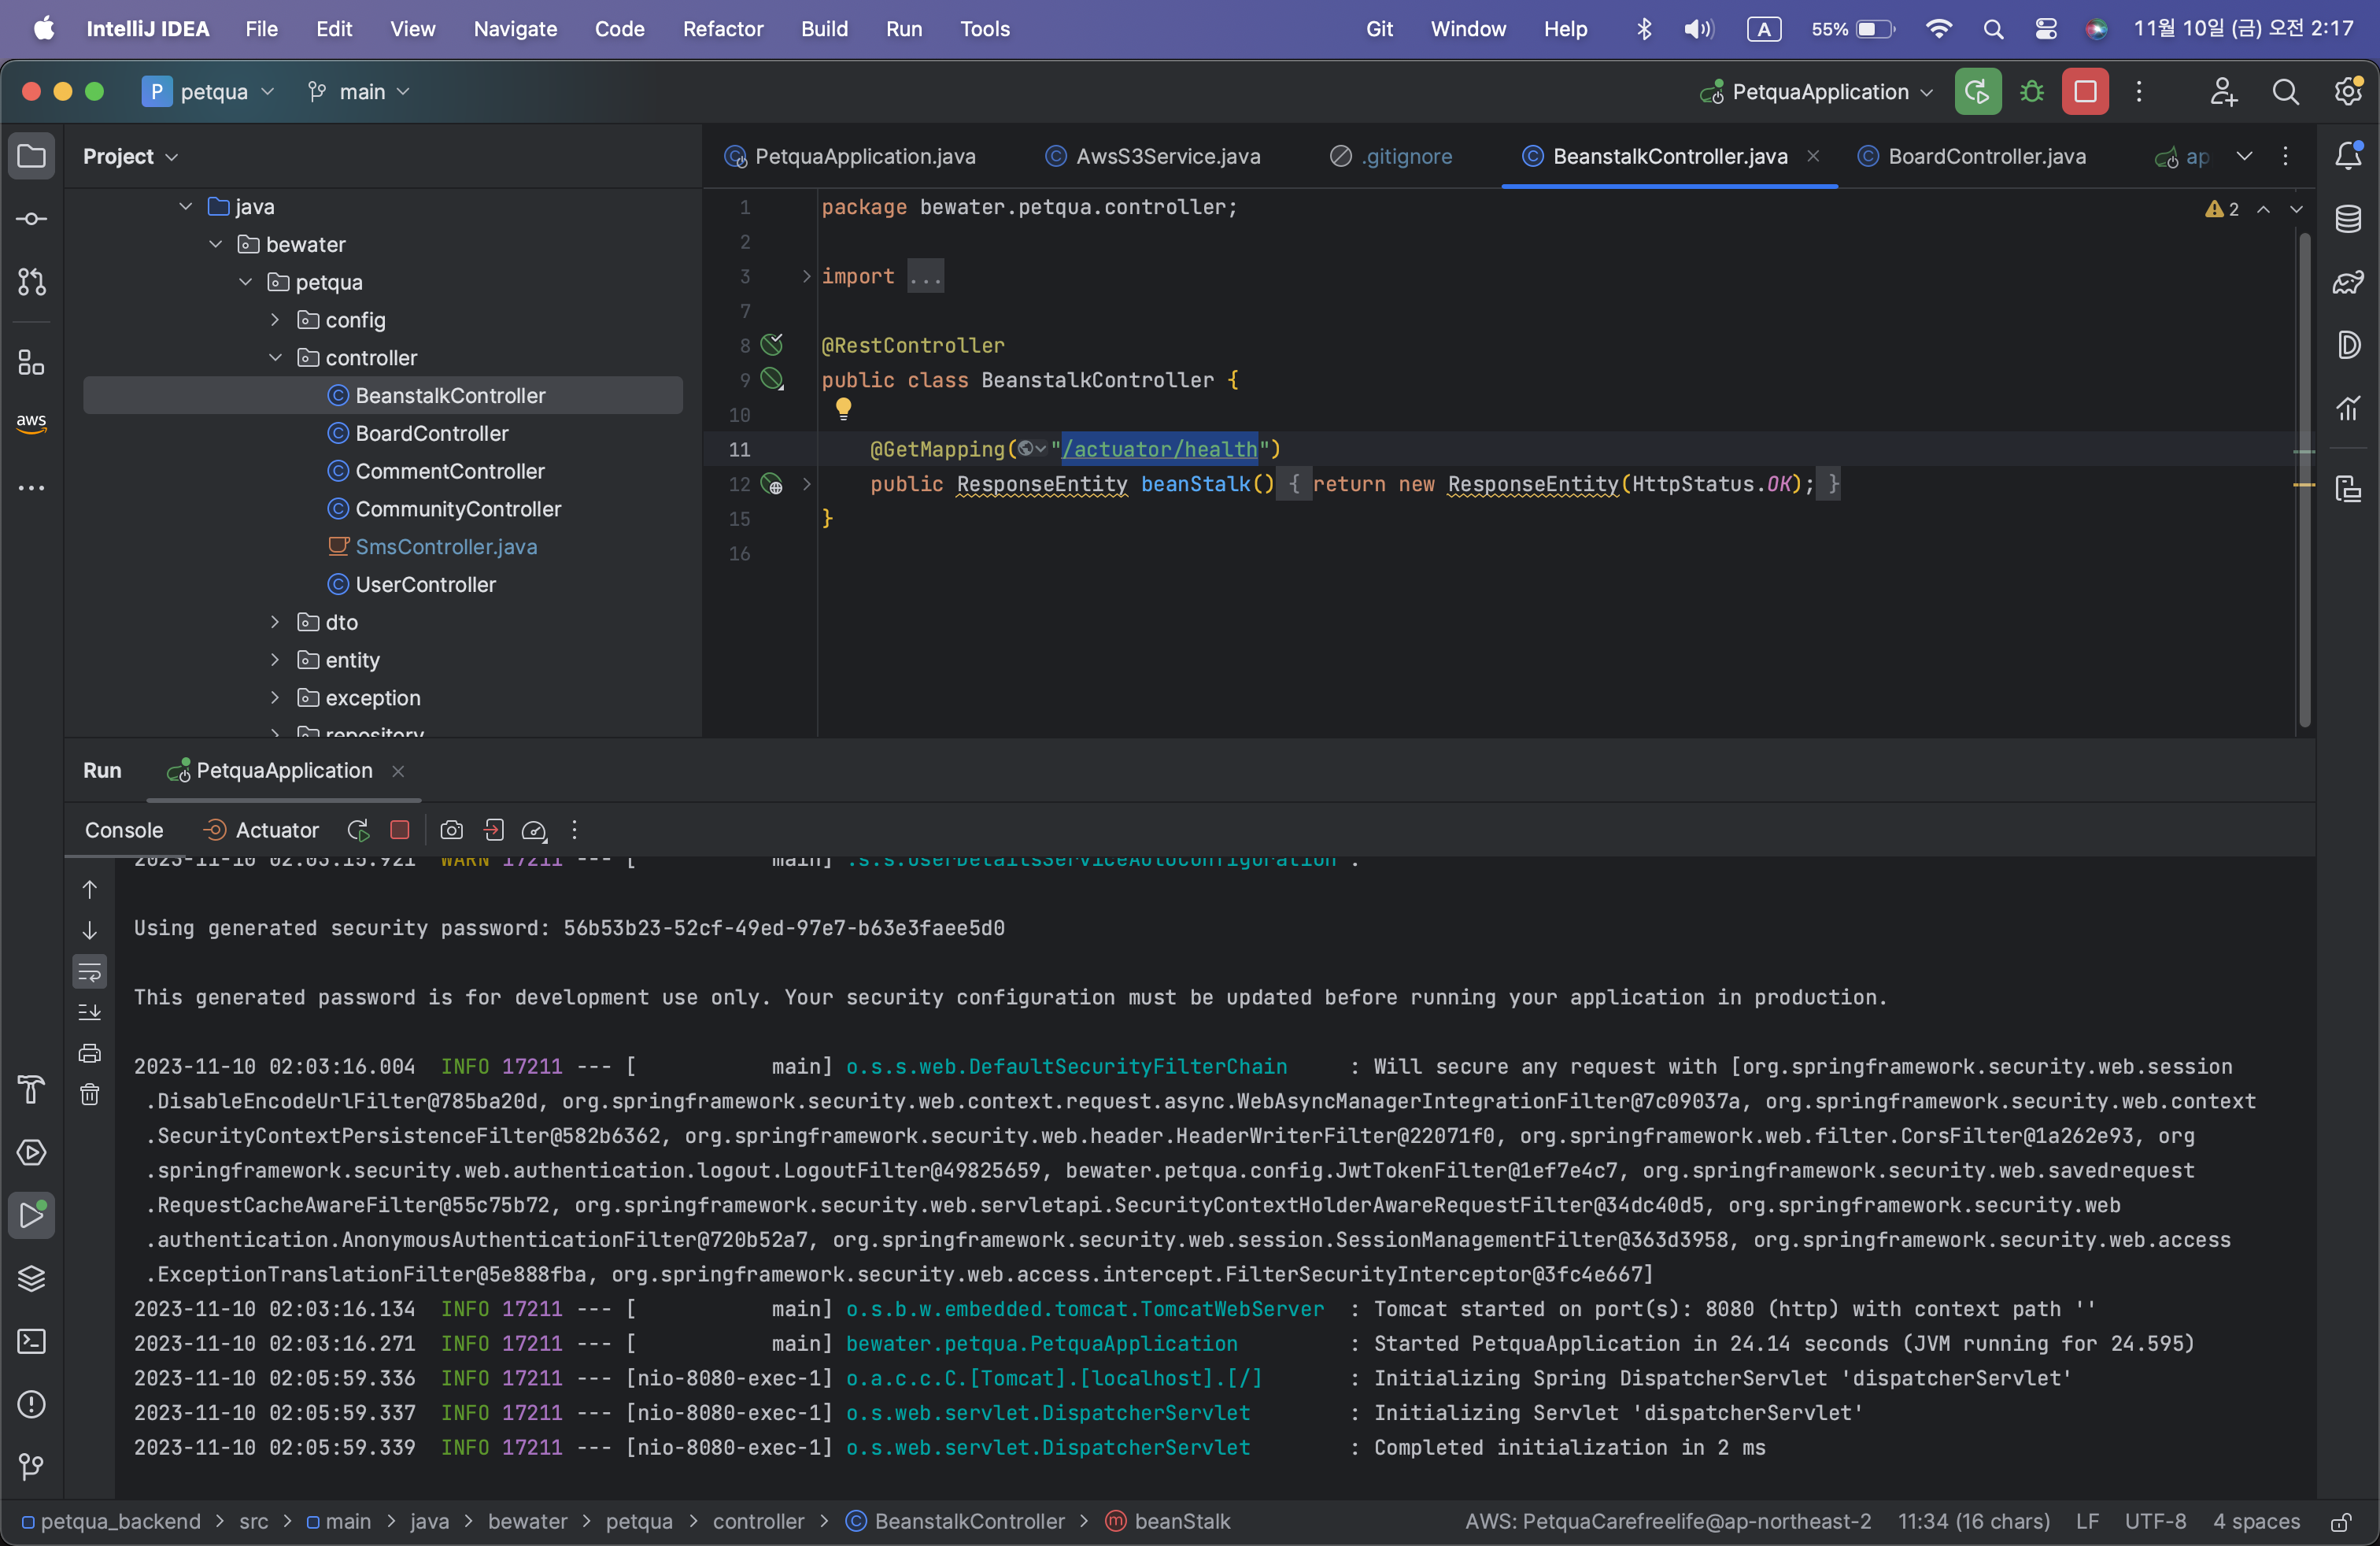 IntelliJ IDEA File Edit View Navigate Code Refactor Build Run Tools Git Window Help A 55% 11월 10일 (금) 오전 2:17
P petqua main PetquaApplication
Project
PetquaApplication.java AwsS3Service.java .gitignore BeanstalkController.java BoardController.java ap
java
bewater
petqua
config
controller
BeanstalkController
BoardController
CommentController
CommunityController
SmsController.java
UserController
dto
entity
exception
repository
aws
1 package bewater.petqua.controller;
2
3 import ...
7
8 @RestController
9 public class BeanstalkController {
10
11 @GetMapping("/actuator/health")
12 public ResponseEntity beanStalk() { return new ResponseEntity(HttpStatus.OK); }
15 }
16
2
Run PetquaApplication
Console Actuator
2023-11-10 02:03:15.921 WARN 17211 --- [ main] .s.s.UserDetailsServiceAutoConfiguration :
Using generated security password: 56b53b23-52cf-49ed-97e7-b63e3faee5d0
This generated password is for development use only. Your security configuration must be updated before running your application in production.
2023-11-10 02:03:16.004 INFO 17211 --- [ main] o.s.s.web.DefaultSecurityFilterChain : Will secure any request with [org.springframework.security.web.session
.DisableEncodeUrlFilter@785ba20d, org.springframework.security.web.context.request.async.WebAsyncManagerIntegrationFilter@7c09037a, org.springframework.security.web.context
.SecurityContextPersistenceFilter@582b6362, org.springframework.security.web.header.HeaderWriterFilter@22071f0, org.springframework.web.filter.CorsFilter@1a262e93, org
.springframework.security.web.authentication.logout.LogoutFilter@49825659, bewater.petqua.config.JwtTokenFilter@1ef7e4c7, org.springframework.security.web.savedrequest
.RequestCacheAwareFilter@55c75b72, org.springframework.security.web.servletapi.SecurityContextHolderAwareRequestFilter@34dc40d5, org.springframework.security.web
.authentication.AnonymousAuthenticationFilter@720b52a7, org.springframework.security.web.session.SessionManagementFilter@363d3958, org.springframework.security.web.access
.ExceptionTranslationFilter@5e888fba, org.springframework.security.web.access.intercept.FilterSecurityInterceptor@3fc4e667]
2023-11-10 02:03:16.134 INFO 17211 --- [ main] o.s.b.w.embedded.tomcat.TomcatWebServer : Tomcat started on port(s): 8080 (http) with context path ''
2023-11-10 02:03:16.271 INFO 17211 --- [ main] bewater.petqua.PetquaApplication : Started PetquaApplication in 24.14 seconds (JVM running for 24.595)
2023-11-10 02:05:59.336 INFO 17211 --- [nio-8080-exec-1] o.a.c.c.C.[Tomcat].[localhost].[/] : Initializing Spring DispatcherServlet 'dispatcherServlet'
2023-11-10 02:05:59.337 INFO 17211 --- [nio-8080-exec-1] o.s.web.servlet.DispatcherServlet : Initializing Servlet 'dispatcherServlet'
2023-11-10 02:05:59.339 INFO 17211 --- [nio-8080-exec-1] o.s.web.servlet.DispatcherServlet : Completed initialization in 2 ms
petqua_backend > src > main > java > bewater > petqua > controller > BeanstalkController > beanStalk AWS: PetquaCarefreelife@ap-northeast-2 11:34 (16 chars) LF UTF-8 4 spaces